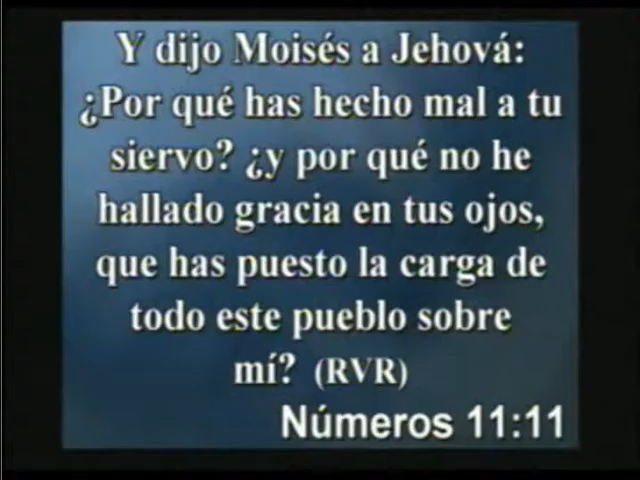 Y dijo Moisés a Jehová:
¿Por qué has hecho mal a tu
siervo? ¿y por qué no he
hallado gracia en tus ojos,
que has puesto la carga de
todo este pueblo sobre
mí? (RVR)
Números 11:11